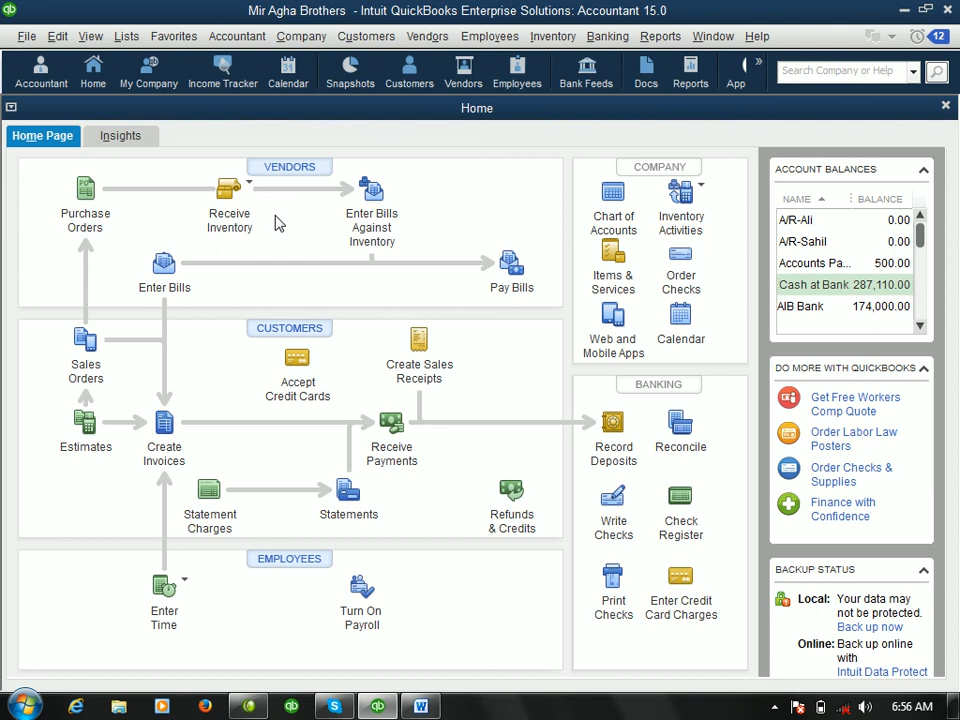 Mir Agha Brothers - Intuit QuickBooks Enterprise Solutions: Accountant 15.0
File Edit View Lists Favorites Accountant Company Customers Vendors Employees Inventory Banking Reports Window Help 12
Accountant Home My Company Income Tracker Calendar Snapshots Customers Vendors Employees Bank Feeds Docs Reports App » Search Company or Help
Home
Home Page Insights
VENDORS
Purchase
Orders
Receive
Inventory
Enter Bills
Against
Inventory
Enter Bills
Pay Bills
CUSTOMERS
Sales
Orders
Accept
Credit Cards
Create Sales
Receipts
Estimates
Create
Invoices
Receive
Payments
Statement
Charges
Statements
Refunds
& Credits
EMPLOYEES
Enter
Time
Turn On
Payroll
COMPANY
Chart of
Accounts
Inventory
Activities
Items &
Services
Order
Checks
Web and
Mobile Apps
Calendar
BANKING
Record
Deposits
Reconcile
Write
Checks
Check
Register
Print
Checks
Enter Credit
Card Charges
ACCOUNT BALANCES
NAME BALANCE
A/R-Ali 0.00
A/R-Sahil 0.00
Accounts Pa... 500.00
Cash at Bank 287,110.00
AIB Bank 174,000.00
DO MORE WITH QUICKBOOKS
Get Free Workers
Comp Quote
Order Labor Law
Posters
Order Checks &
Supplies
Finance with
Confidence
BACKUP STATUS
Local: Your data may
not be protected.
Back up now
Online: Back up online
with
Intuit Data Protect
6:56 AM